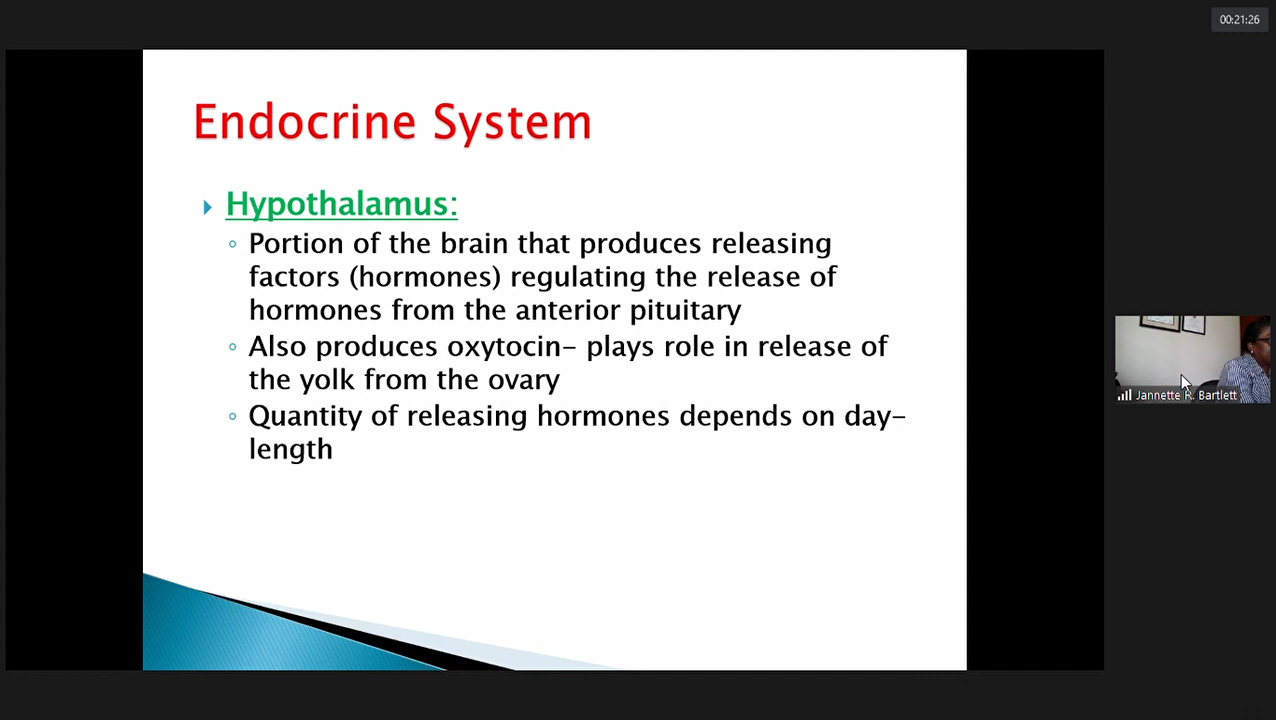 00:21:26
Endocrine System
Hypothalamus:
Portion of the brain that produces releasing
factors (hormones) regulating the release of
hormones from the anterior pituitary
Also produces oxytocin- plays role in release of
the yolk from the ovary
Quantity of releasing hormones depends on day-
length
Jannette R. Bartlett